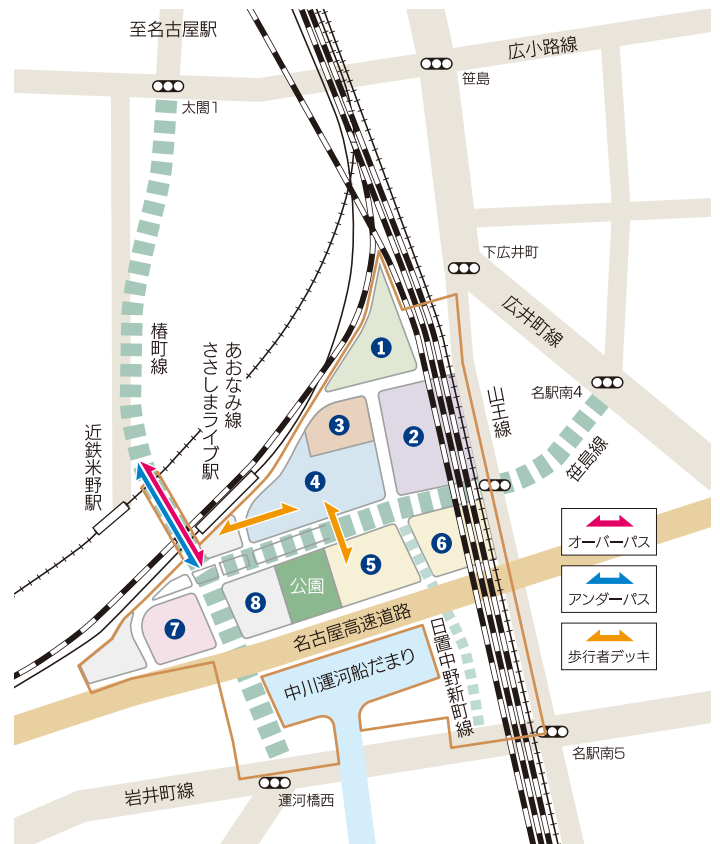 至名古屋駅
広小路線
笹島
太閤1
下広井町
広井町線
椿町線
あおなみ線
ささしまライブ駅
近鉄米野駅
山王線
名駅南4
笹島線
1
2
3
4
5
6
7
8
公園
オーバーパス
アンダーパス
歩行者デッキ
名古屋高速道路
中川運河船だまり
日置中野新町線
名駅南5
岩井町線
運河橋西